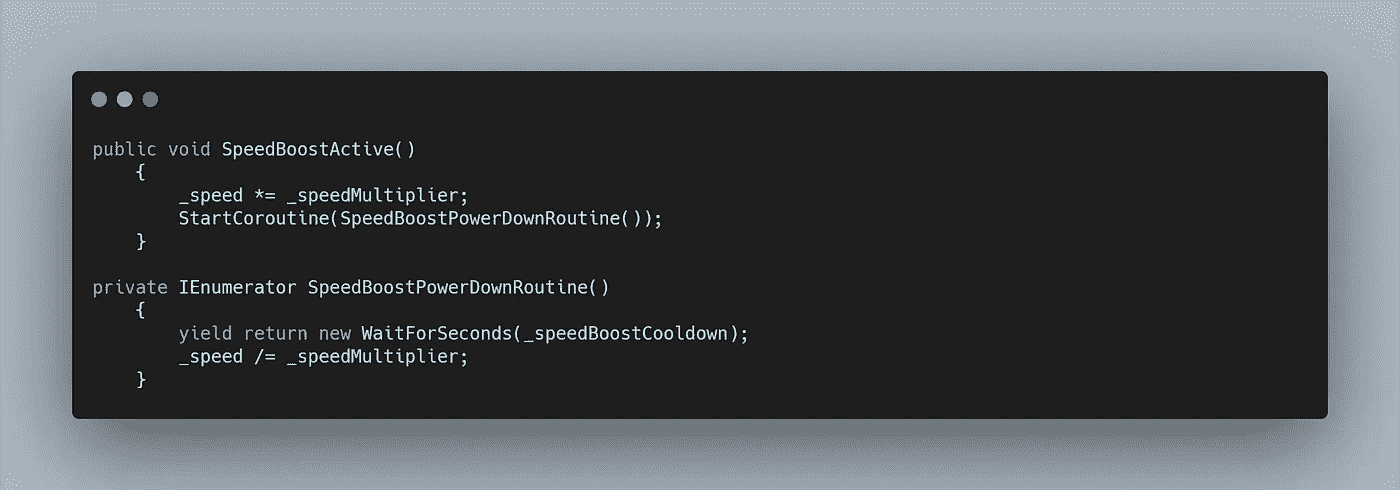 public void SpeedBoostActive()
    {
        _speed *= _speedMultiplier;
        StartCoroutine(SpeedBoostPowerDownRoutine());
    }

private IEnumerator SpeedBoostPowerDownRoutine()
    {
        yield return new WaitForSeconds(_speedBoostCooldown);
        _speed /= _speedMultiplier;
    }